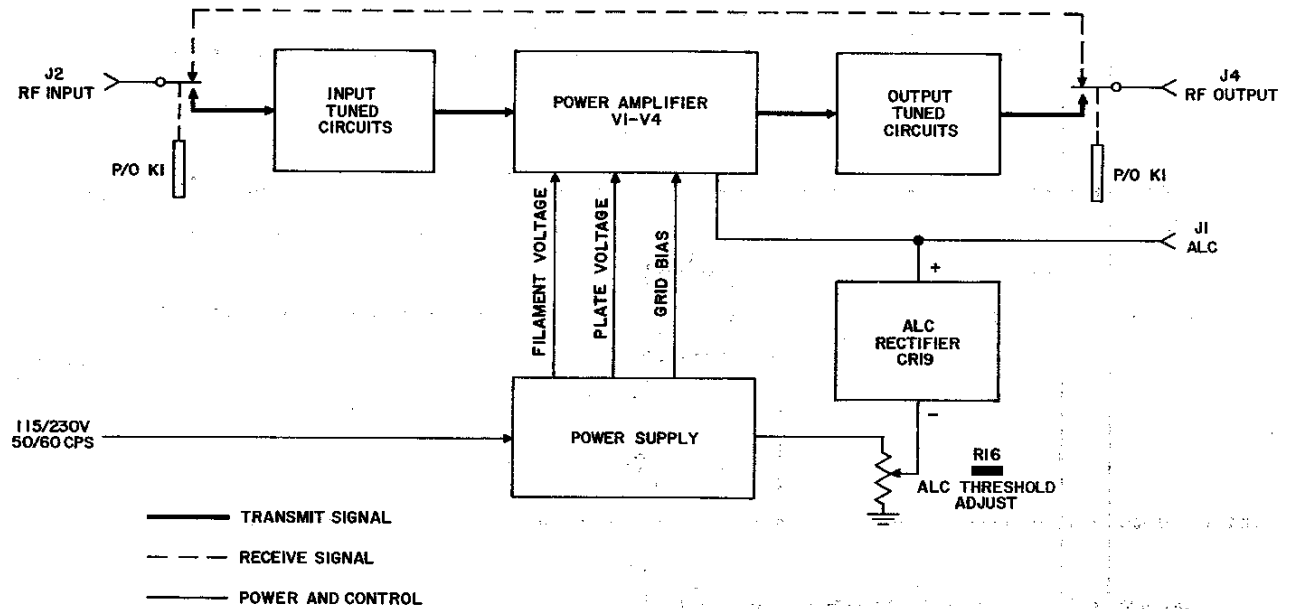 J2
RF INPUT
INPUT
TUNED
CIRCUITS
POWER AMPLIFIER
V1-V4
OUTPUT
TUNED
CIRCUITS
J4
RF OUTPUT
P/O K1
P/O K1
FILAMENT VOLTAGE
PLATE VOLTAGE
GRID BIAS
J1
ALC
+
ALC
RECTIFIER
CR19
-
115/230V
50/60 CPS
POWER SUPPLY
R16
ALC THRESHOLD
ADJUST
TRANSMIT SIGNAL
RECEIVE SIGNAL
POWER AND CONTROL